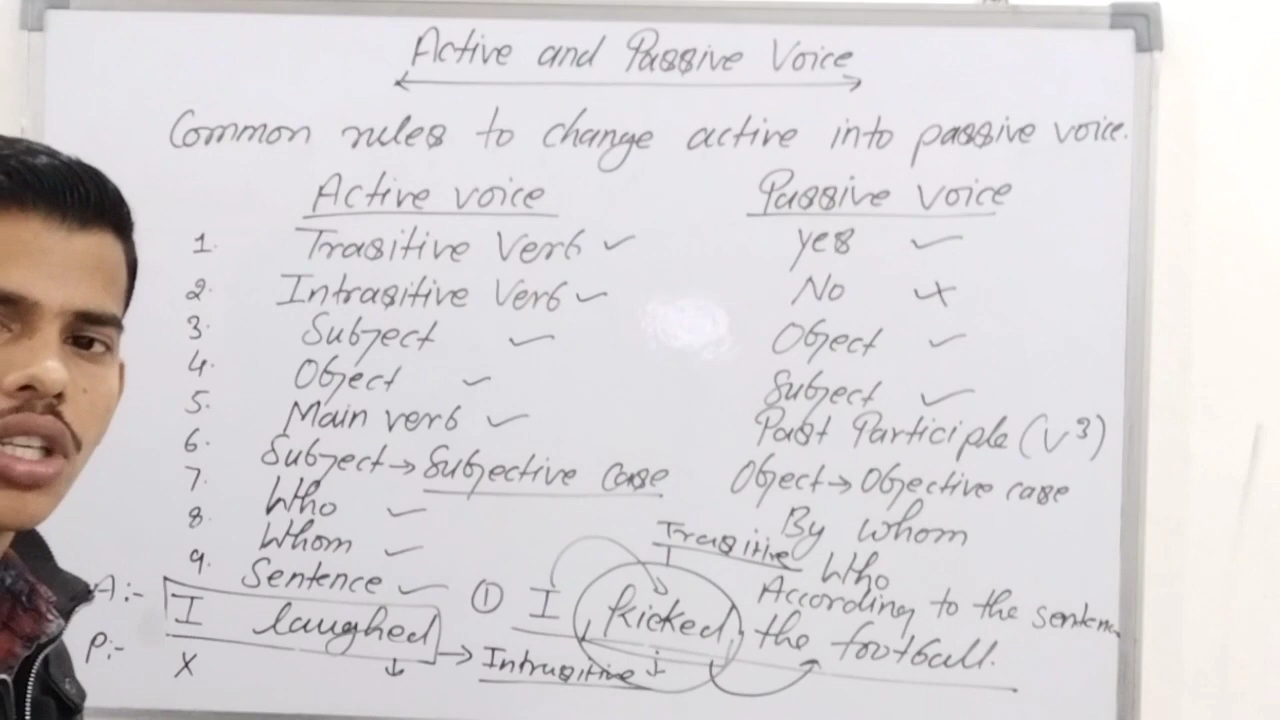 Active and Passive Voice
Common rules to change active into passive voice.
Active voice Passive voice
1. Trasitive Verb ✓ Yes ✓
2. Intrasitive Verb ✓ No ×
3. Subject ✓ Object ✓
4. Object ✓ Subject ✓
5. Main verb ✓ Past Participle (V3)
6. Subject → Subjective case Object → Objective case
7. Who ✓ By whom
8. Whom ✓ Who
9. Sentence ✓ According to the sentence
Trasitive
A:- I laughed ① I kicked the football.
P:- X → Intrasitive